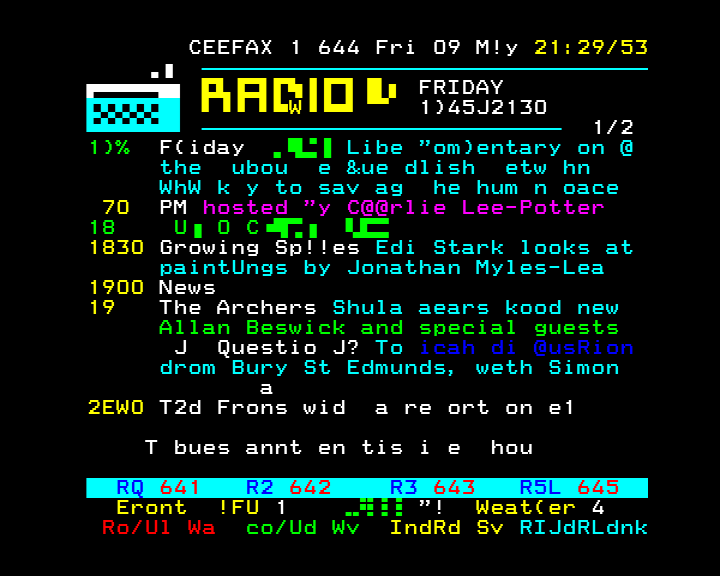 CEEFAX 1 644 Fri 09 M!y 21:29/53
RADIO FRIDAY
W
1)45J2130
1/2
1)% F(iday Libe "om)entary on @
the ubou e &ue dlish etw hn
WhW k y to sav ag he hum n oace
70 PM hosted "y C@@rlie Lee-Potter
18 U O C
1830 Growing Sp!!es Edi Stark looks at
paintUngs by Jonathan Myles-Lea
1900 News
19 The Archers Shula aears kood new
Allan Beswick and special guests
J Questio J? To icah di @usRion
drom Bury St Edmunds, weth Simon
a
2EWO T2d Frons wid a re ort on e1
T bues annt en tis i e hou
RQ 641 R2 642 R3 643 R5L 645
Eront !FU 1 "! Weat(er 4
Ro/Ul Wa co/Ud Wv IndRd Sv RIJdRLdnk